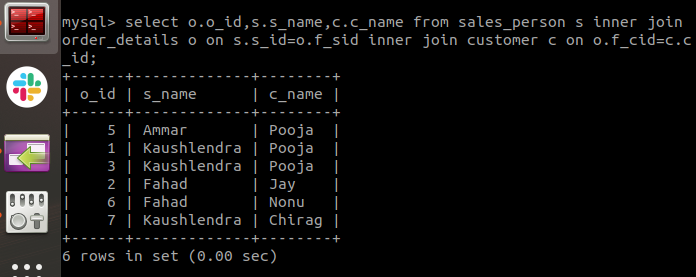 mysql> select o.o_id,s.s_name,c.c_name from sales_person s inner join
order_details o on s.s_id=o.f_sid inner join customer c on o.f_cid=c.c
_id;
+------+-------------+--------+
| o_id | s_name      | c_name |
+------+-------------+--------+
|    5 | Ammar       | Pooja  |
|    1 | Kaushlendra | Pooja  |
|    3 | Kaushlendra | Pooja  |
|    2 | Fahad       | Jay    |
|    6 | Fahad       | Nonu   |
|    7 | Kaushlendra | Chirag |
+------+-------------+--------+
6 rows in set (0.00 sec)